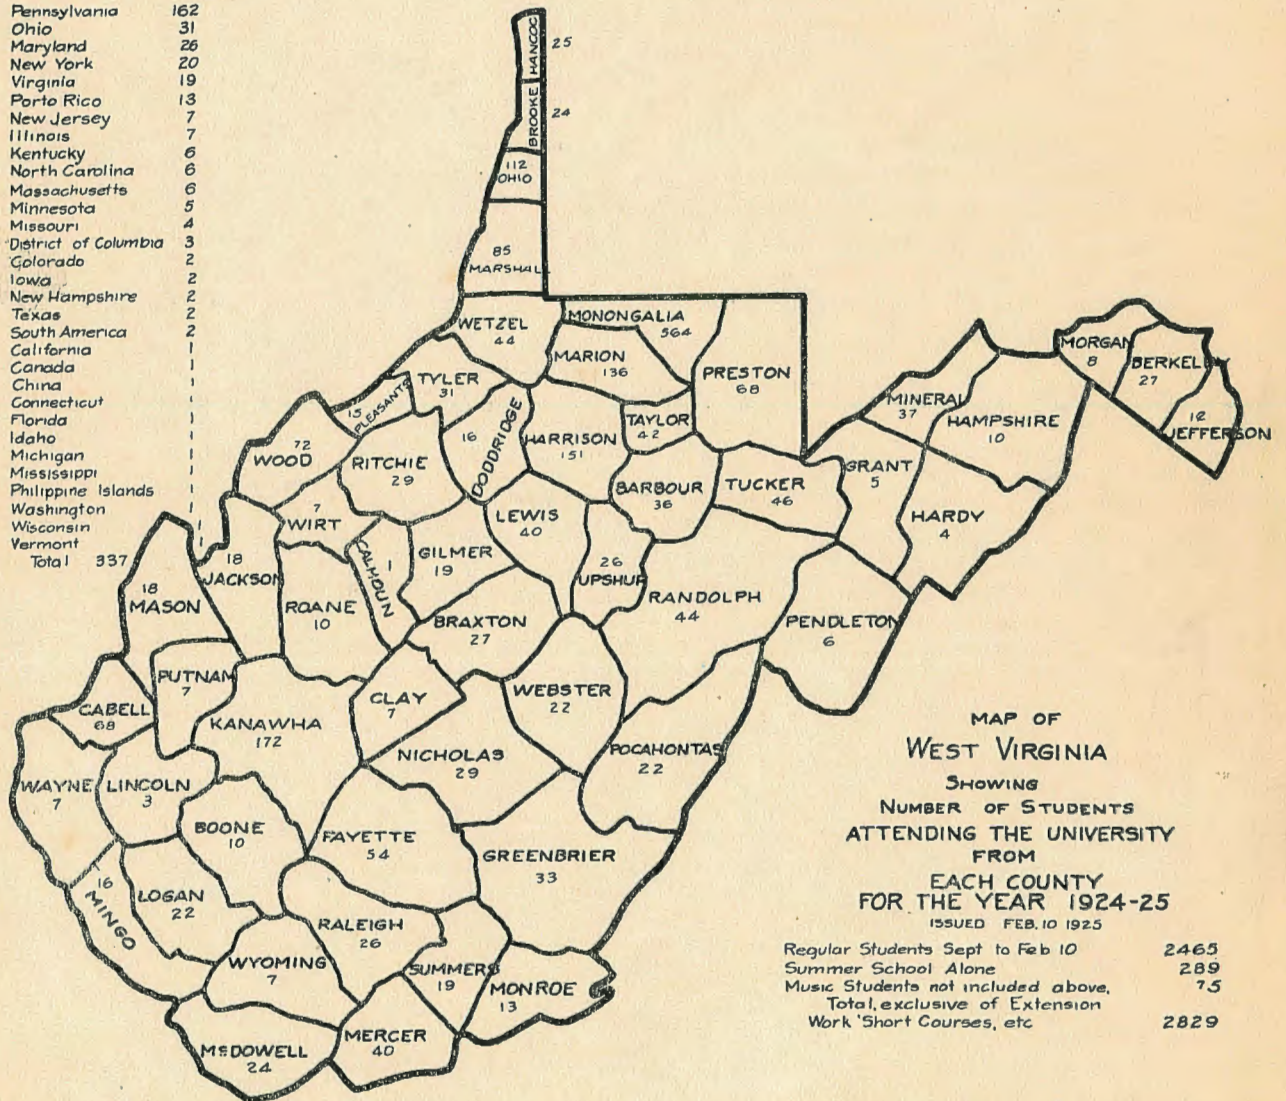 Pennsylvania 162
Ohio 31
Maryland 26
New York 20
Virginia 19
Porto Rico 13
New Jersey 7
Illinois 7
Kentucky 6
North Carolina 6
Massachusetts 6
Minnesota 5
Missouri 4
District of Columbia 3
Colorado 2
Iowa 2
New Hampshire 2
Texas 2
South America 2
California 1
Canada
China
Connecticut
Florida
Idaho
Michigan
Mississippi
Philippine Islands
Washington
Wisconsin
Vermont 1
Total 337
HANCOC
25
BROOKE
24
112
OHIO
85
MARSHALL
WETZEL
44
MONONGALIA
564
MARION
136
PRESTON
68
TYLER
31
15
PLEASANTS
16
DODDRIDGE
HARRISON
151
TAYLOR
42
72
WOOD
RITCHIE
29
BARBOUR
36
TUCKER
46
MORGAN
8
BERKELEY
27
12
JEFFERSON
MINERAL
37
HAMPSHIRE
10
GRANT
5
HARDY
4
7
WIRT
LEWIS
40
GILMER
19
1
CALHOUN
26
UPSHUR
18
JACKSON
18
MASON
ROANE
10
BRAXTON
27
RANDOLPH
44
PENDLETON
6
PUTNAM
7
CABELL
68
KANAWHA
172
CLAY
7
WEBSTER
22
NICHOLAS
29
POCAHONTAS
22
WAYNE
7
LINCOLN
3
BOONE
10
FAYETTE
54
GREENBRIER
33
16
MINGO
LOGAN
22
RALEIGH
26
WYOMING
7
SUMMERS
19
MONROE
13
MCDOWELL
24
MERCER
40
MAP OF
WEST VIRGINIA
SHOWING
NUMBER OF STUDENTS
ATTENDING THE UNIVERSITY
FROM
EACH COUNTY
FOR THE YEAR 1924-25
ISSUED FEB. 10 1925
Regular Students Sept to Feb 10 2465
Summer School Alone 289
Music Students not included above, 75
Total, exclusive of Extension
Work Short Courses, etc 2829